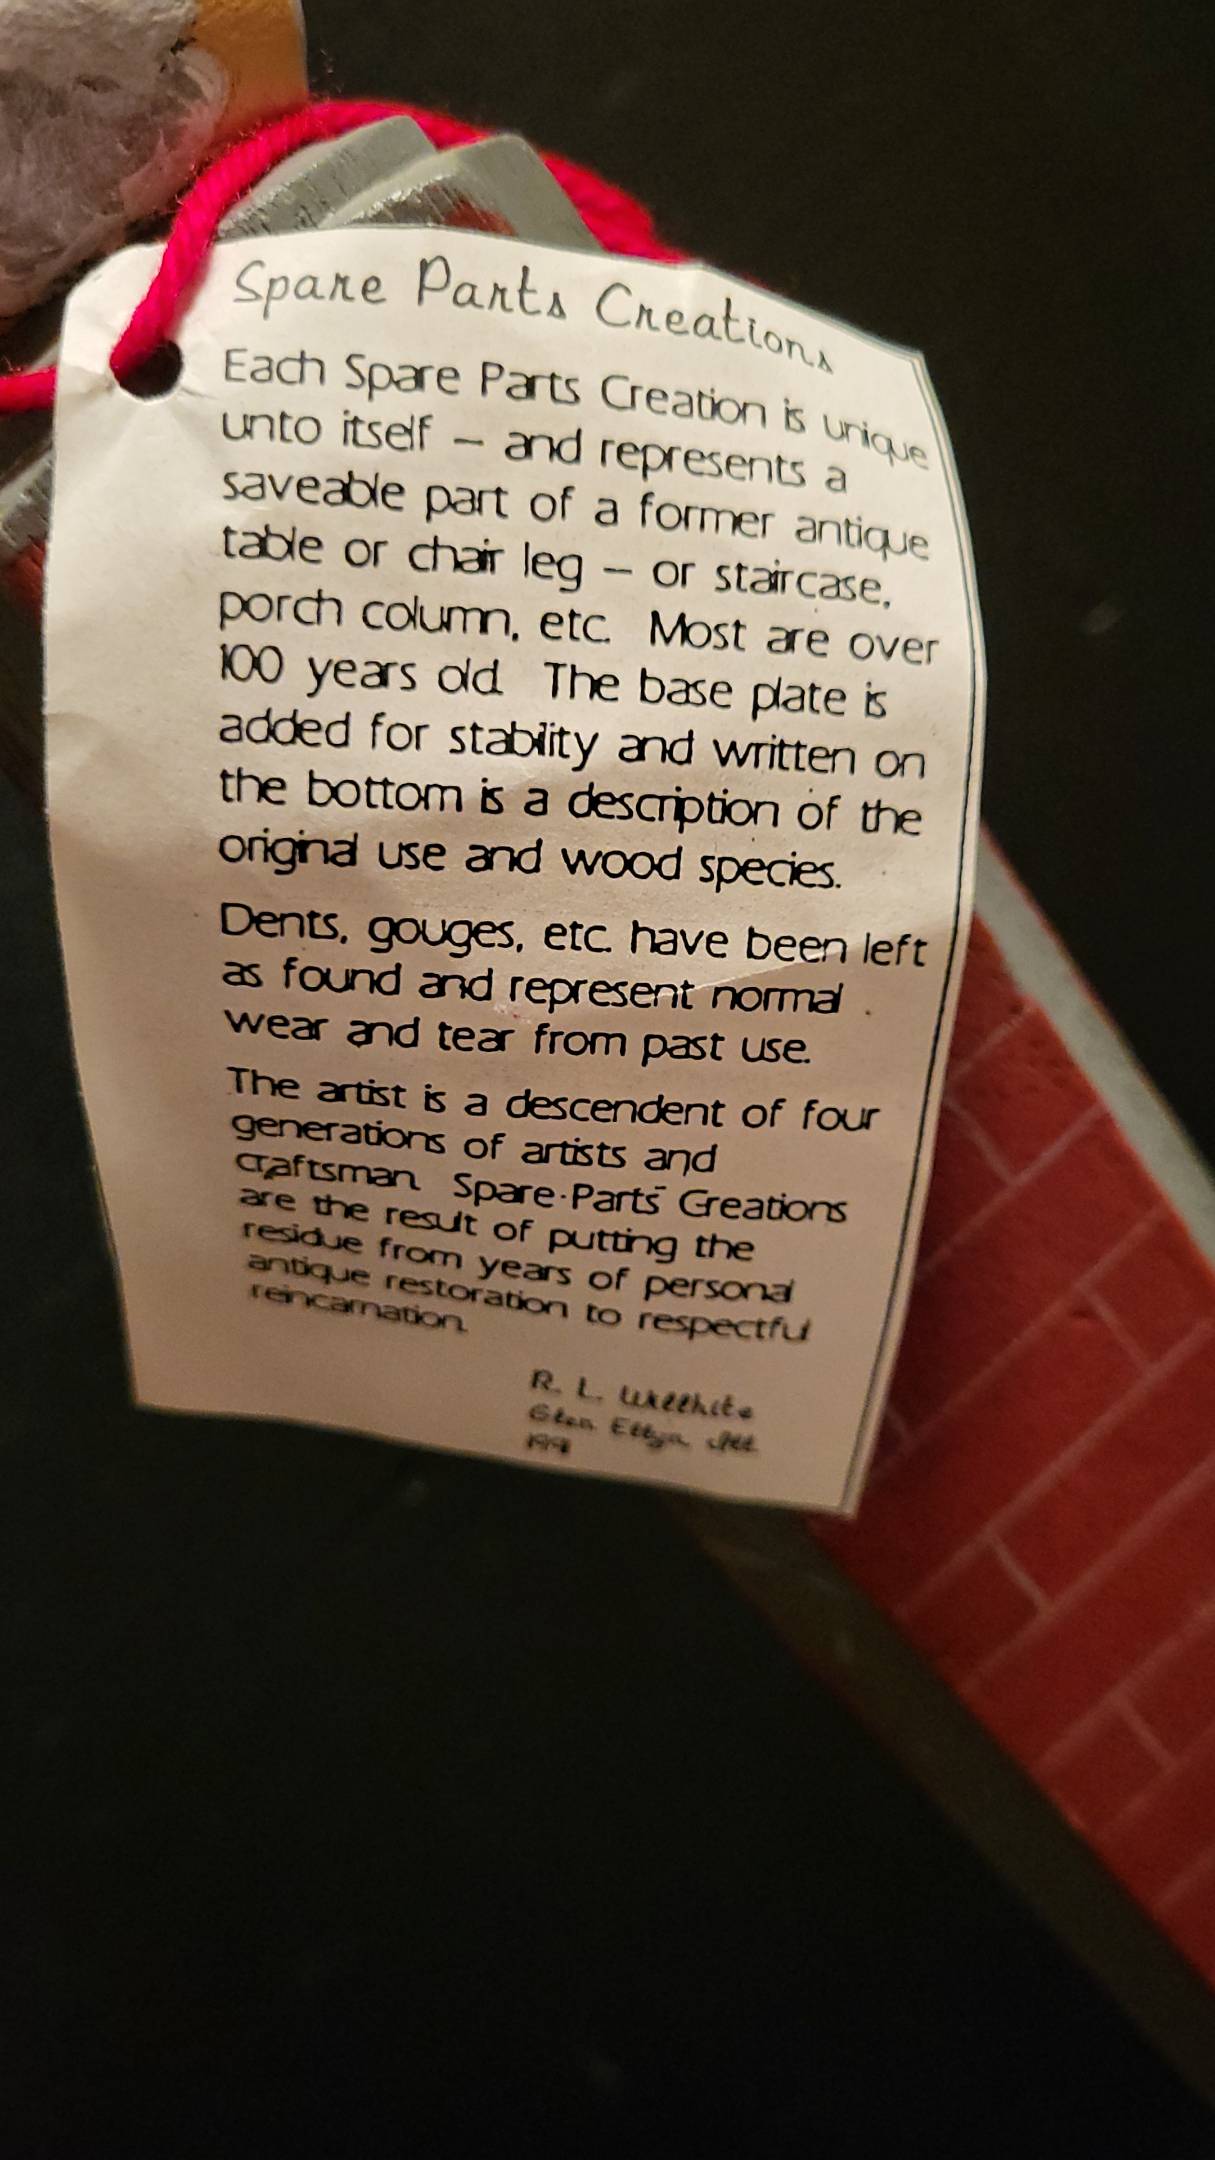 Spare Parts Creations
Each Spare Parts Creation is unique
unto itself – and represents a
saveable part of a former antique
table or chair leg – or staircase,
porch column, etc. Most are over
100 years old. The base plate is
added for stability and written on
the bottom is a description of the
original use and wood species.
Dents, gouges, etc. have been left
as found and represent normal
wear and tear from past use.
The artist is a descendent of four
generations of artists and
craftsman. Spare-Parts Creations
are the result of putting the
residue from years of personal
antique restoration to respectful
reincarnation.
R. L.
Glen Ellyn, Ill.